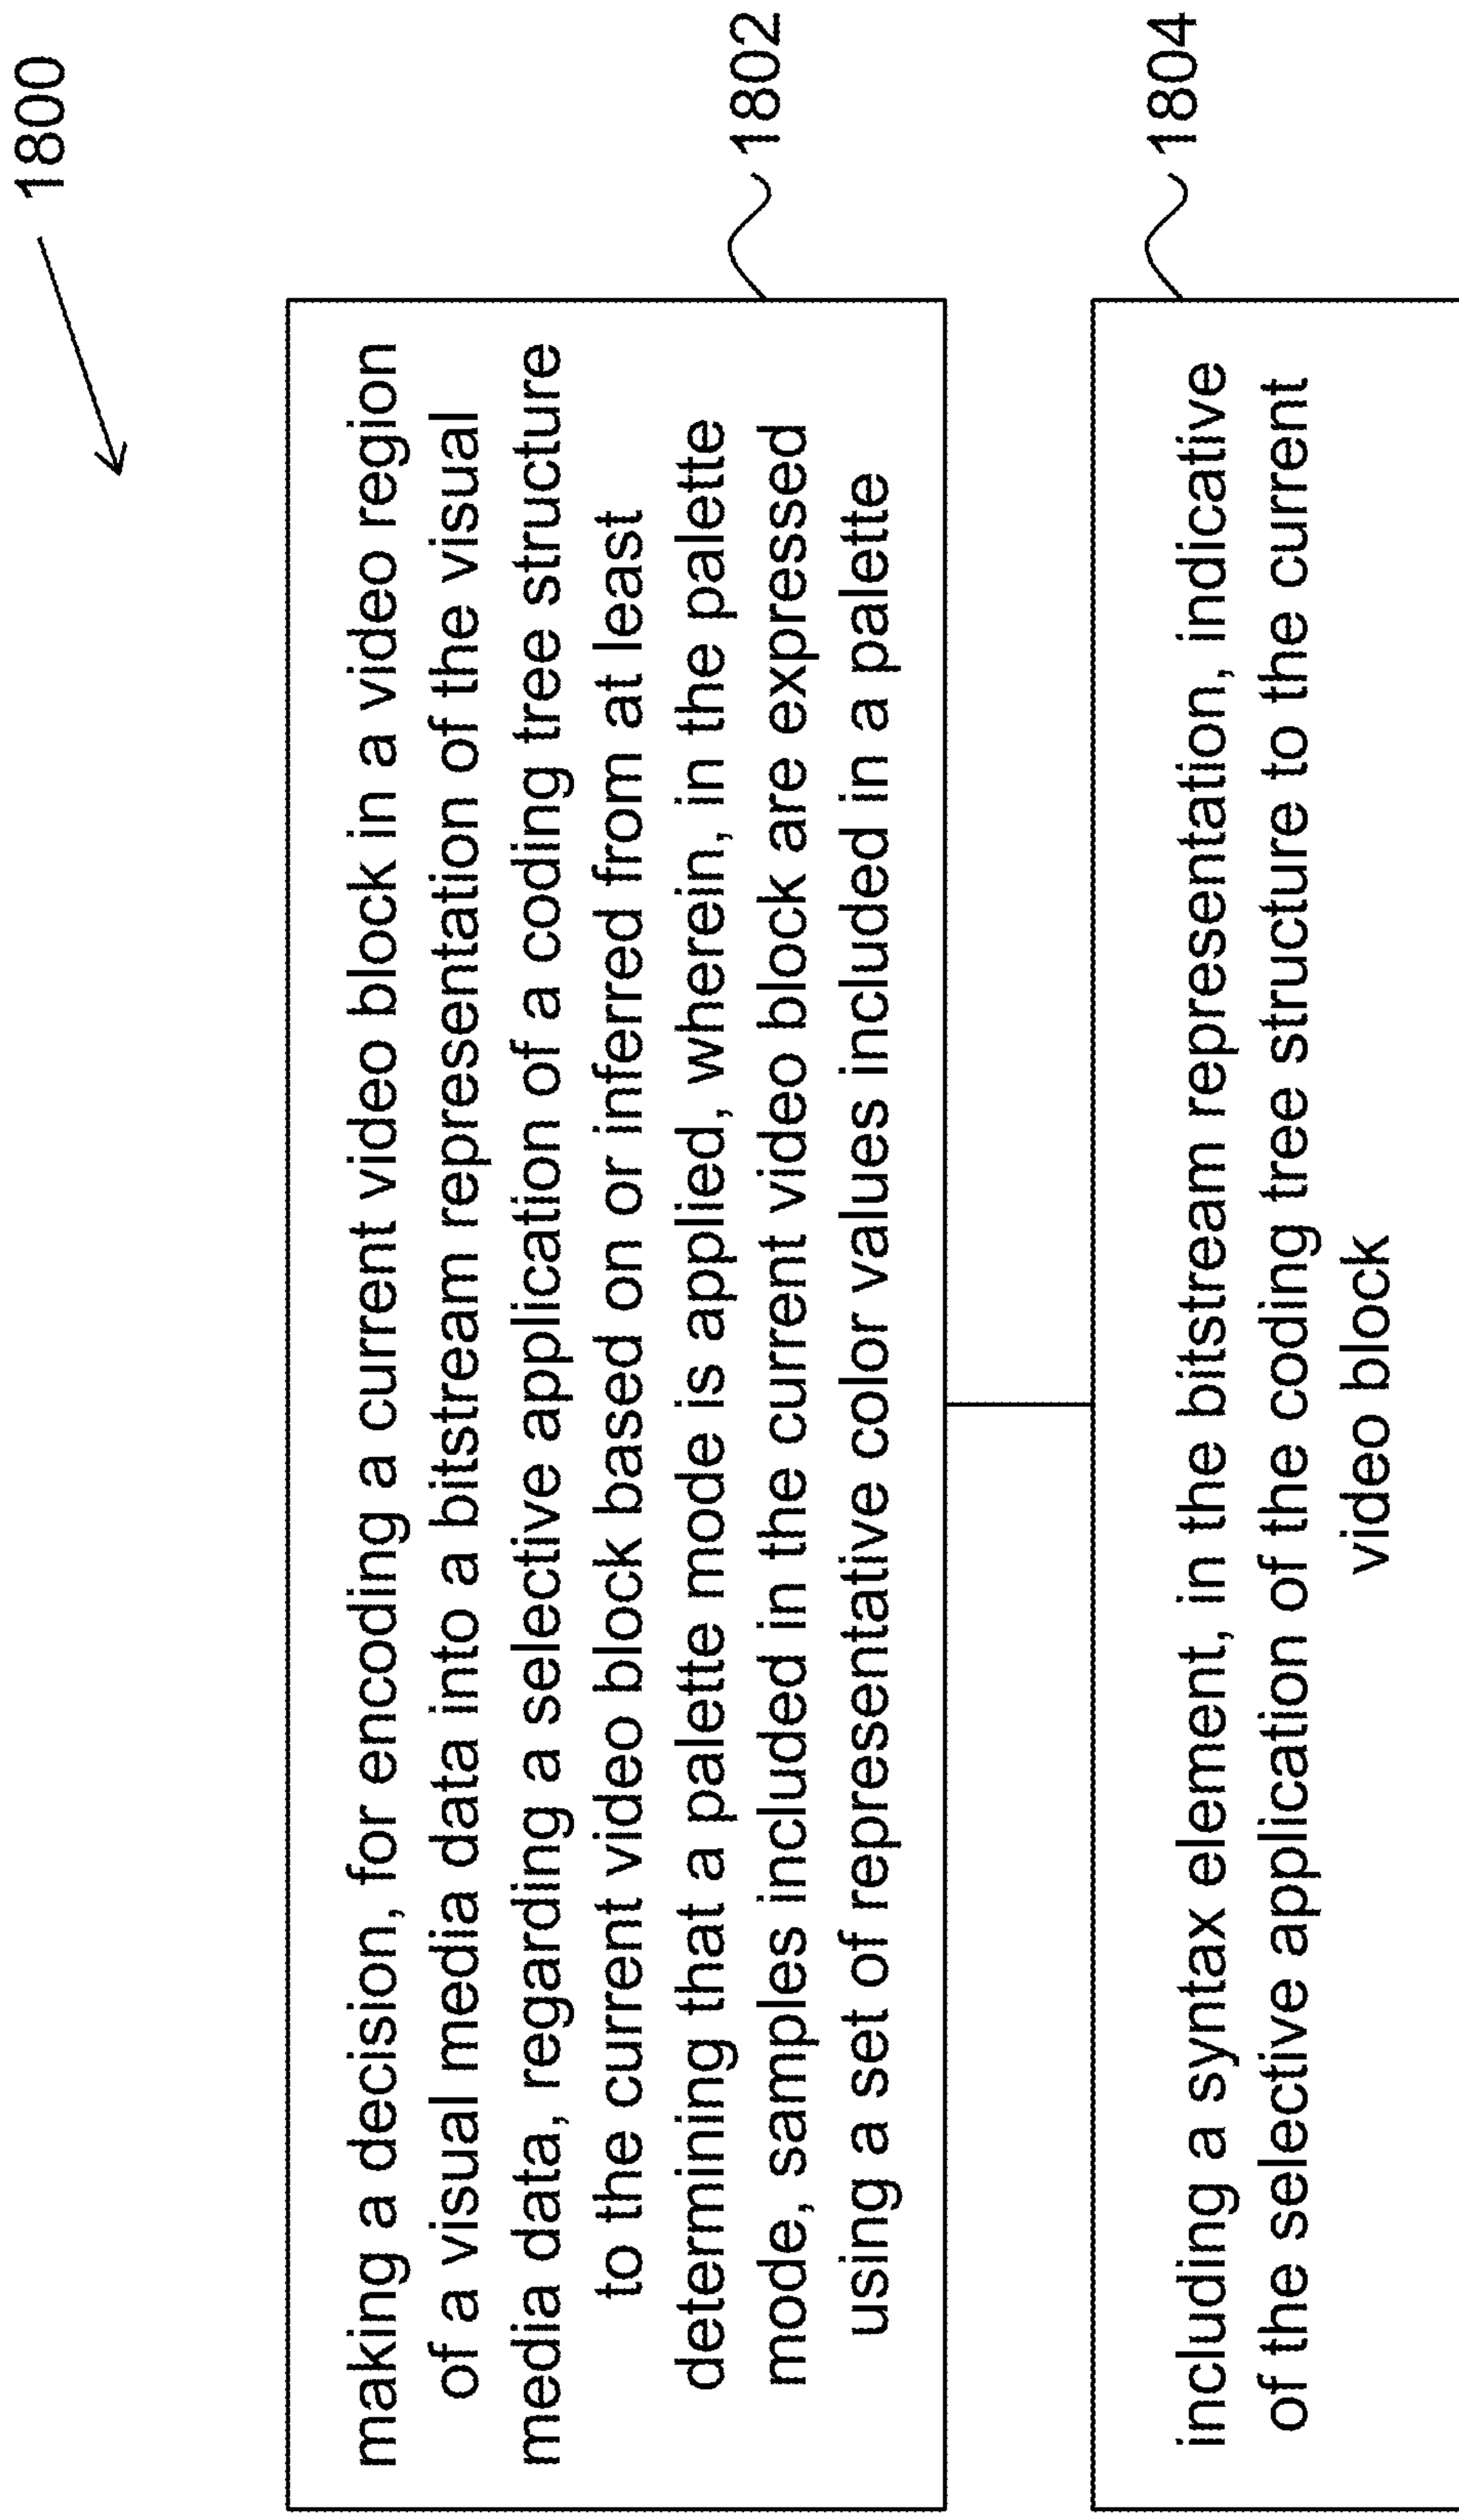 1800
making a decision, for encoding a current video block in a video region
of a visual media data into a bitstream representation of the visual
media data, regarding a selective application of a coding tree structure
to the current video block based on or inferred from at least
determining that a palette mode is applied, wherein, in the palette
mode, samples included in the current video block are expressed
using a set of representative color values included in a palette
1802
including a syntax element, in the bitstream representation, indicative
of the selective application of the coding tree structure to the current
video block
1804